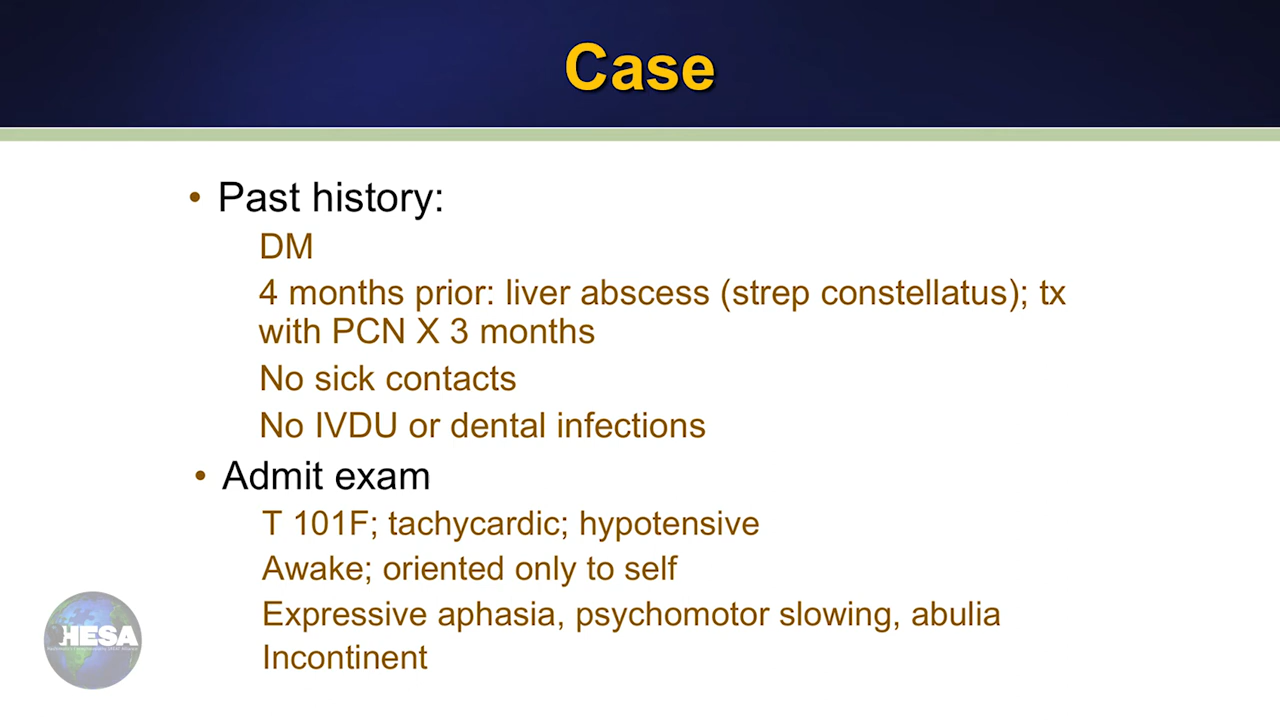 Case
• Past history:
DM
4 months prior: liver abscess (strep constellatus); tx
with PCN X 3 months
No sick contacts
No IVDU or dental infections
• Admit exam
T 101F; tachycardic; hypotensive
Awake; oriented only to self
Expressive aphasia, psychomotor slowing, abulia
Incontinent
HESA